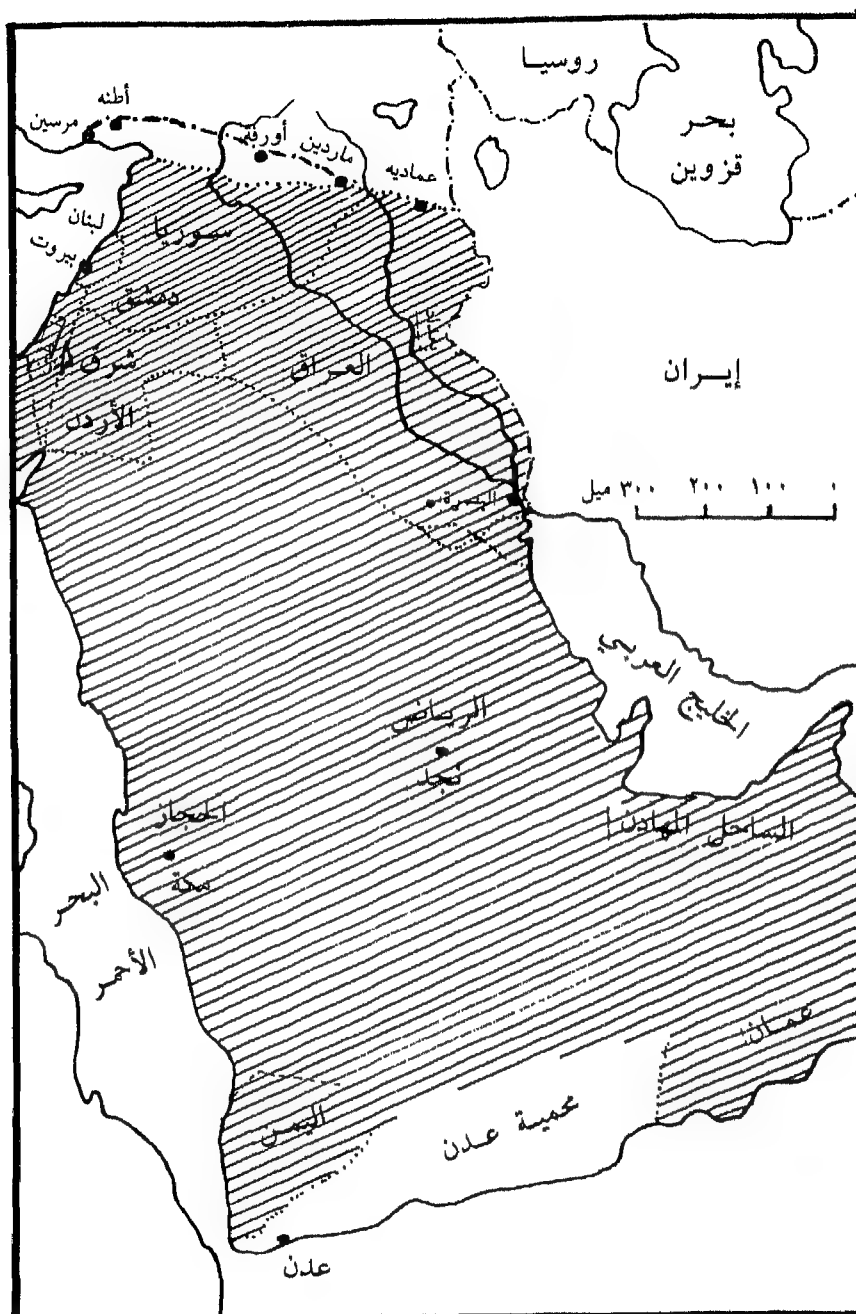 روسيا
بحر
قزوين
أطنه
مرسين
أورفة
ماردين
عماديه
لبنان
سوريا
بيروت
دمشق
العراق
شرق
الأردن
إيران
ميل ٣٠٠ ٢٠٠ ١٠٠ ٠
البصرة
الخليج العربي
الرياض
نجد
الحجاز
مكة
الساحل المهادن
البحر
الأحمر
عمان
اليمن
محمية عدن
عدن